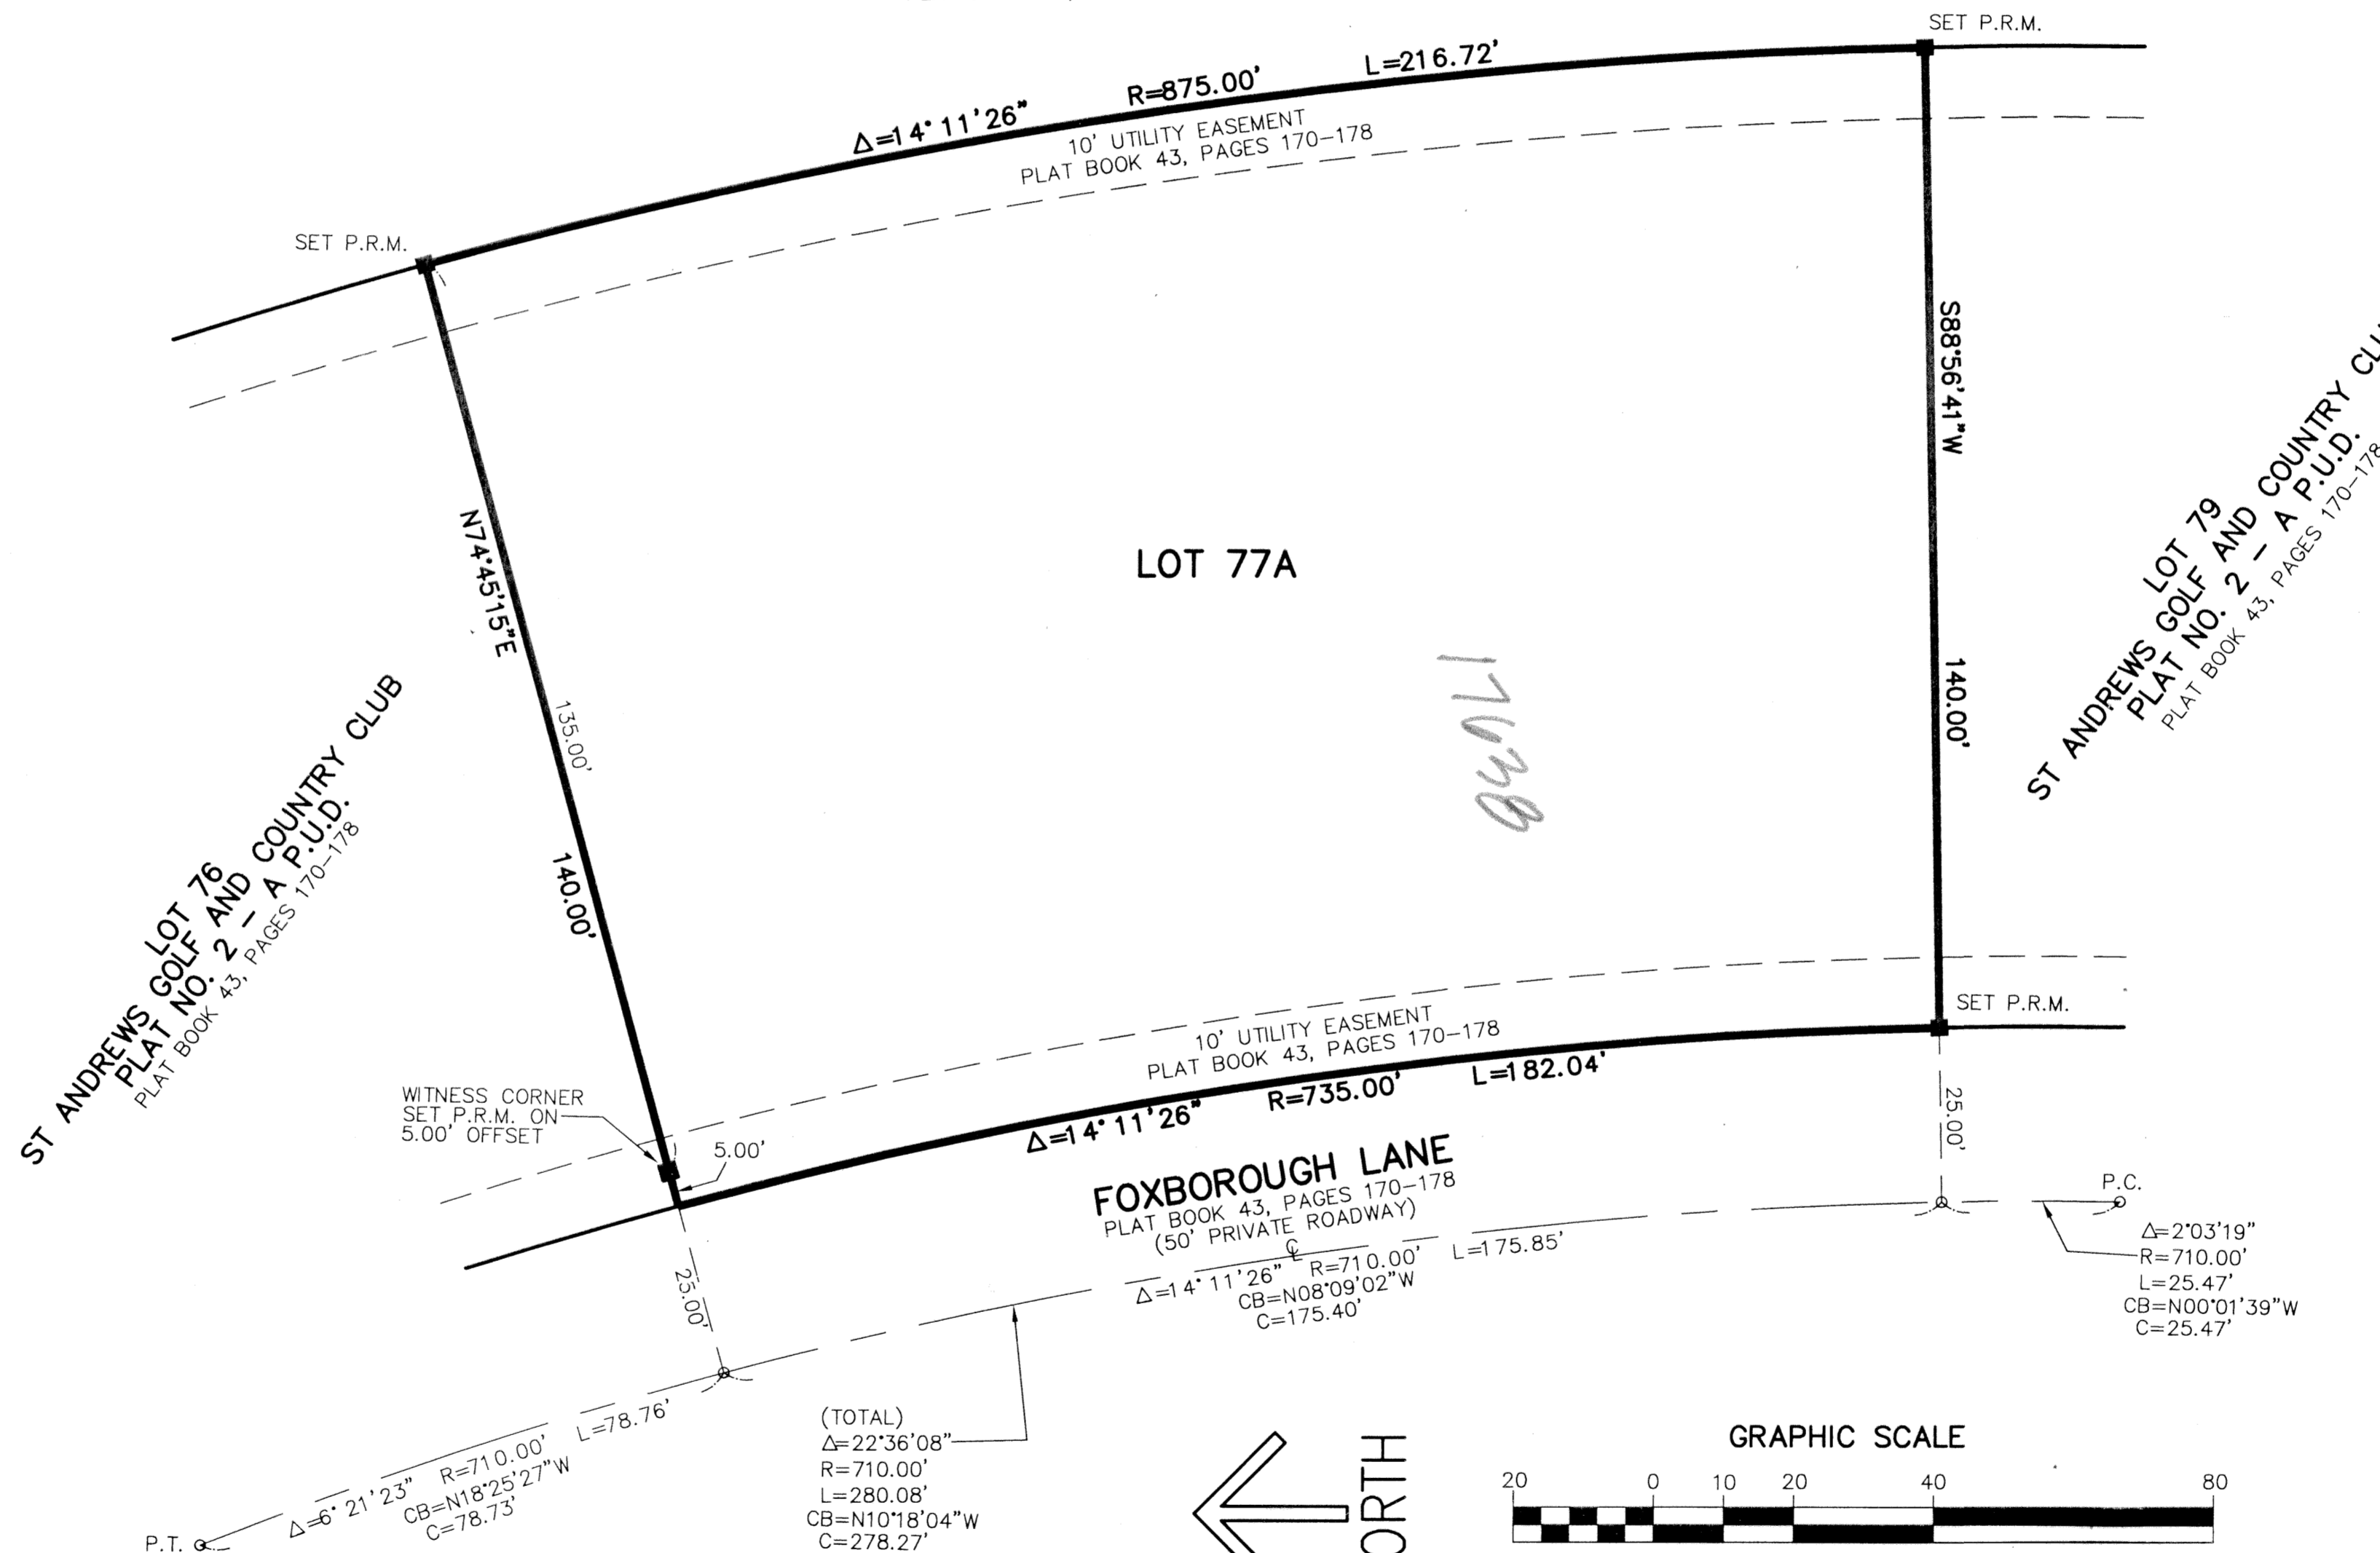 SET P.R.M.
Δ=14°11'26"
R=875.00'
L=216.72'
10' UTILITY EASEMENT
PLAT BOOK 43, PAGES 170-178
SET P.R.M.
S88°56'41"W
140.00'
N74°45'15"E
135.00'
140.00'
LOT 77A
LOT 79
ST ANDREWS GOLF AND COUNTRY
PLAT NO. 2 - A P.U.D.
PLAT BOOK 43, PAGES 170-178
LOT 76
ST ANDREWS GOLF AND COUNTRY CLUB
PLAT NO. 2 - A P.U.D.
PLAT BOOK 43, PAGES 170-178
WITNESS CORNER
SET P.R.M. ON
5.00' OFFSET
5.00'
10' UTILITY EASEMENT
PLAT BOOK 43, PAGES 170-178
SET P.R.M.
Δ=14°11'26"
R=735.00'
L=182.04'
FOXBOROUGH LANE
PLAT BOOK 43, PAGES 170-178
(50' PRIVATE ROADWAY)
℄
Δ=14°11'26"
R=710.00'
L=175.85'
CB=N08°09'02"W
C=175.40'
25.00'
25.00'
P.C.
Δ=2°03'19"
R=710.00'
L=25.47'
CB=N00°01'39"W
C=25.47'
P.T.
Δ=6°21'23"
R=710.00'
L=78.76'
CB=N18°25'27"W
C=78.73'
(TOTAL)
Δ=22°36'08"
R=710.00'
L=280.08'
CB=N10°18'04"W
C=278.27'
GRAPHIC SCALE
20 0 10 20 40 80